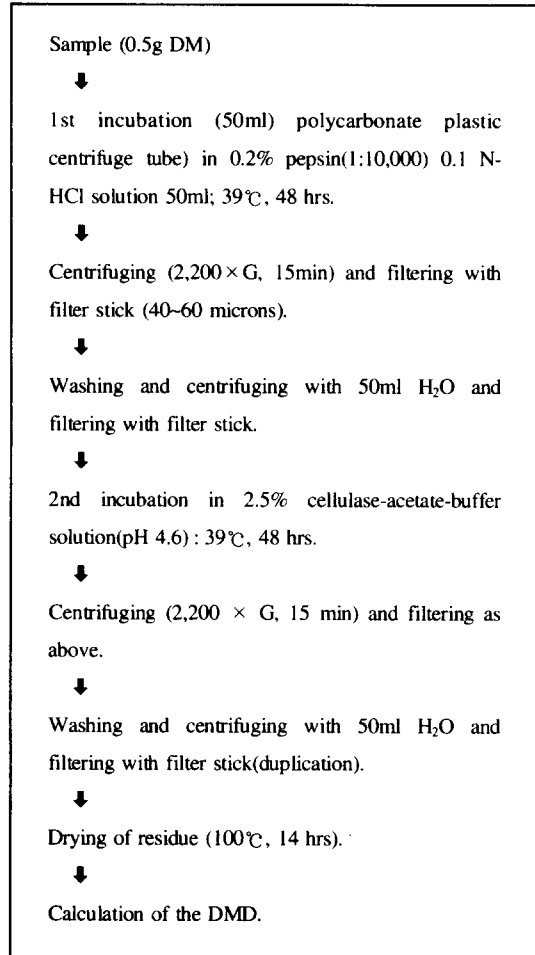 Sample (0.5g DM)
🡇
1st incubation (50ml) polycarbonate plastic
centrifuge tube) in 0.2% pepsin(1:10,000) 0.1 N-
HCl solution 50ml; 39℃, 48 hrs.
🡇
Centrifuging (2,200×G, 15min) and filtering with
filter stick (40~60 microns).
🡇
Washing and centrifuging with 50ml H₂O and
filtering with filter stick.
🡇
2nd incubation in 2.5% cellulase-acetate-buffer
solution(pH 4.6) : 39℃, 48 hrs.
🡇
Centrifuging (2,200 × G, 15 min) and filtering as
above.
🡇
Washing and centrifuging with 50ml H₂O and
filtering with filter stick(duplication).
🡇
Drying of residue (100℃, 14 hrs).
🡇
Calculation of the DMD.